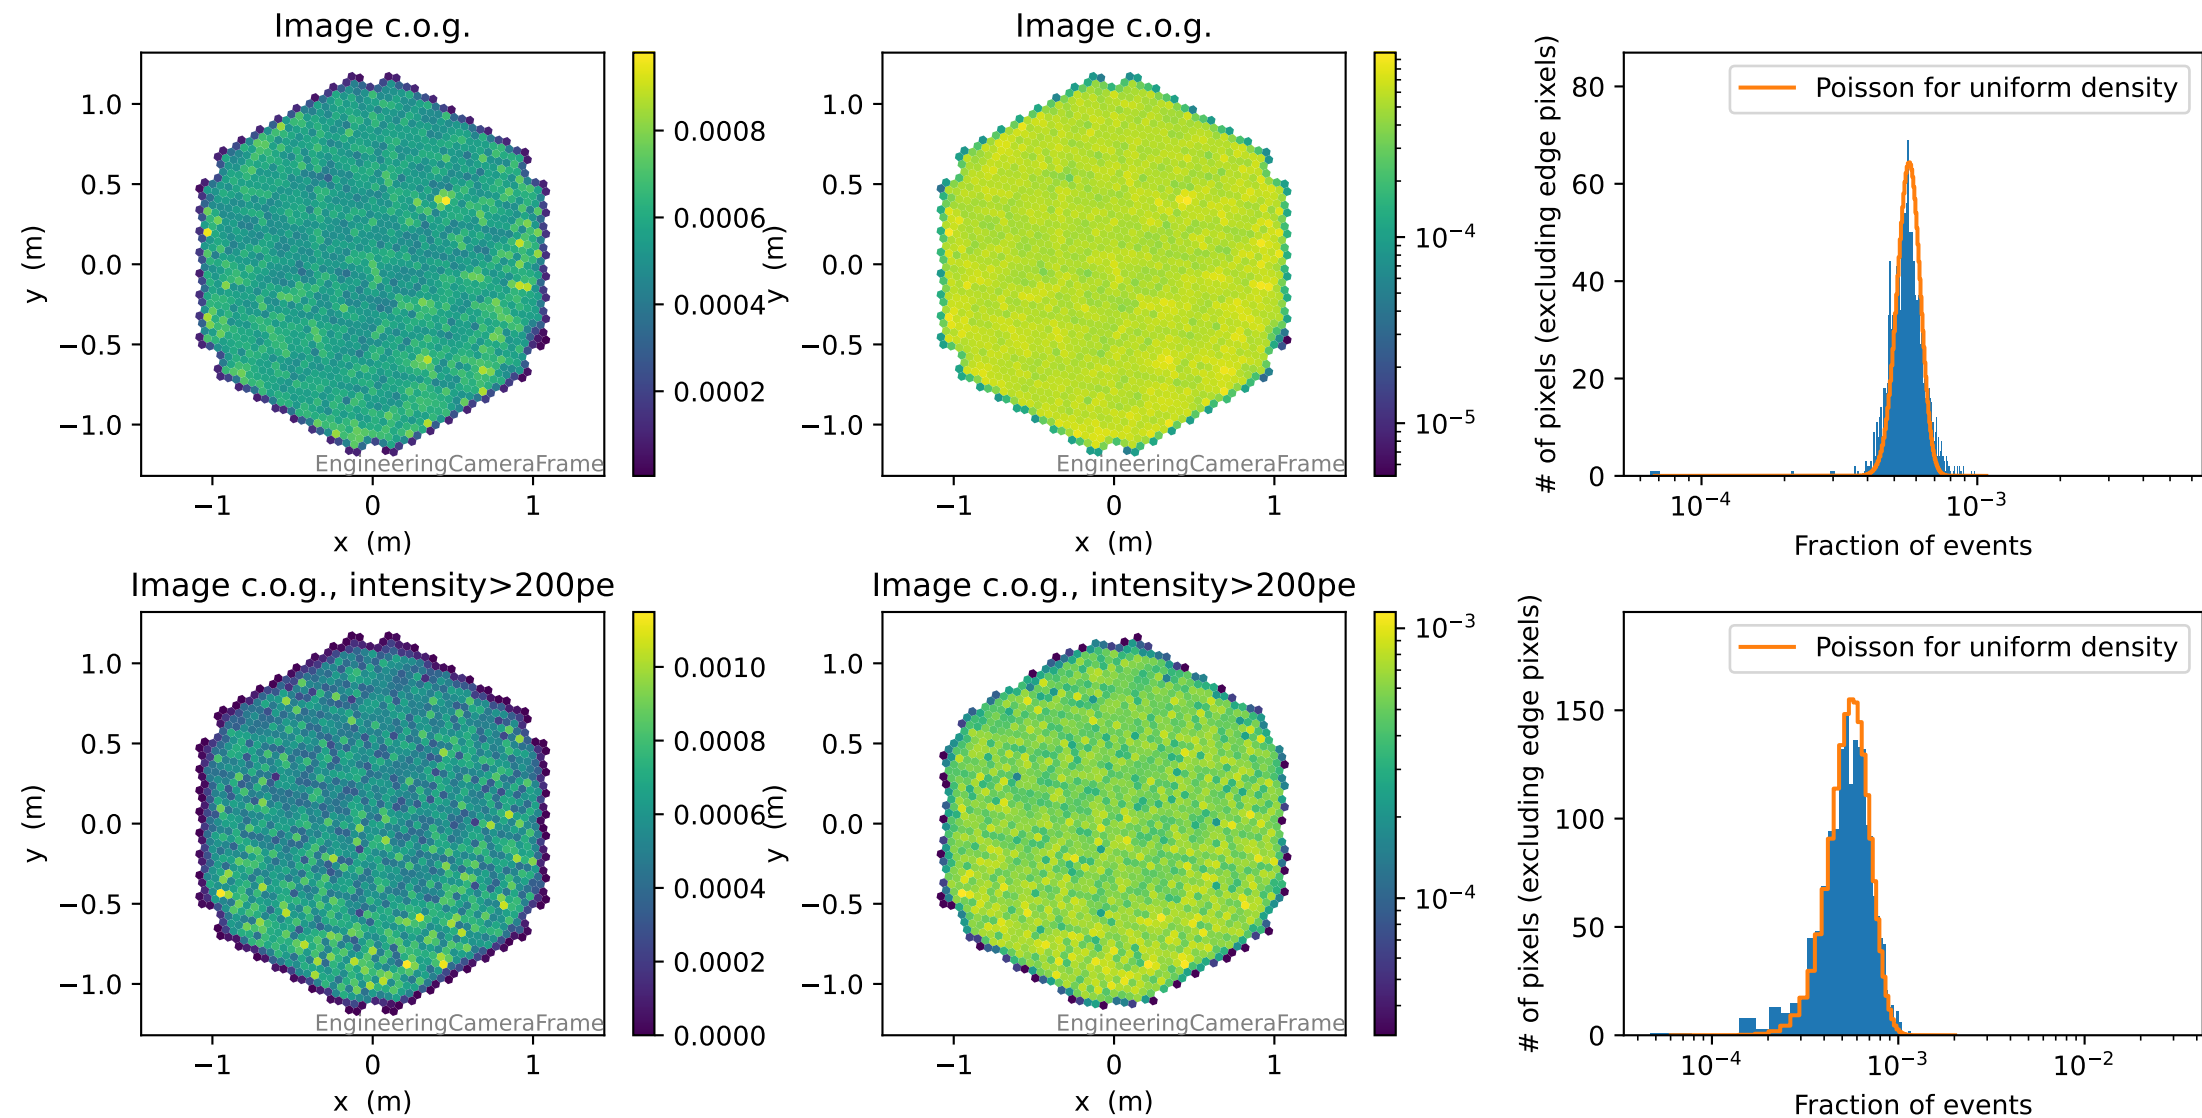 Image c.o.g.
y (m)
1.0
0.5
0.0
−0.5
−1.0
−1 0 1
x (m)
EngineeringCameraFrame
0.0008
0.0006
0.0004
0.0002
Image c.o.g.
y (m)
1.0
0.5
0.0
−0.5
−1.0
−1 0 1
x (m)
EngineeringCameraFrame
10⁻⁴
10⁻⁵
# of pixels (excluding edge pixels)
80
60
40
20
0
Poisson for uniform density
10⁻⁴ 10⁻³
Fraction of events
Image c.o.g., intensity>200pe
y (m)
1.0
0.5
0.0
−0.5
−1.0
−1 0 1
x (m)
EngineeringCameraFrame
0.0010
0.0008
0.0006
0.0004
0.0002
0.0000
Image c.o.g., intensity>200pe
y (m)
1.0
0.5
0.0
−0.5
−1.0
−1 0 1
x (m)
EngineeringCameraFrame
10⁻³
10⁻⁴
# of pixels (excluding edge pixels)
150
100
50
0
Poisson for uniform density
10⁻⁴ 10⁻³ 10⁻²
Fraction of events